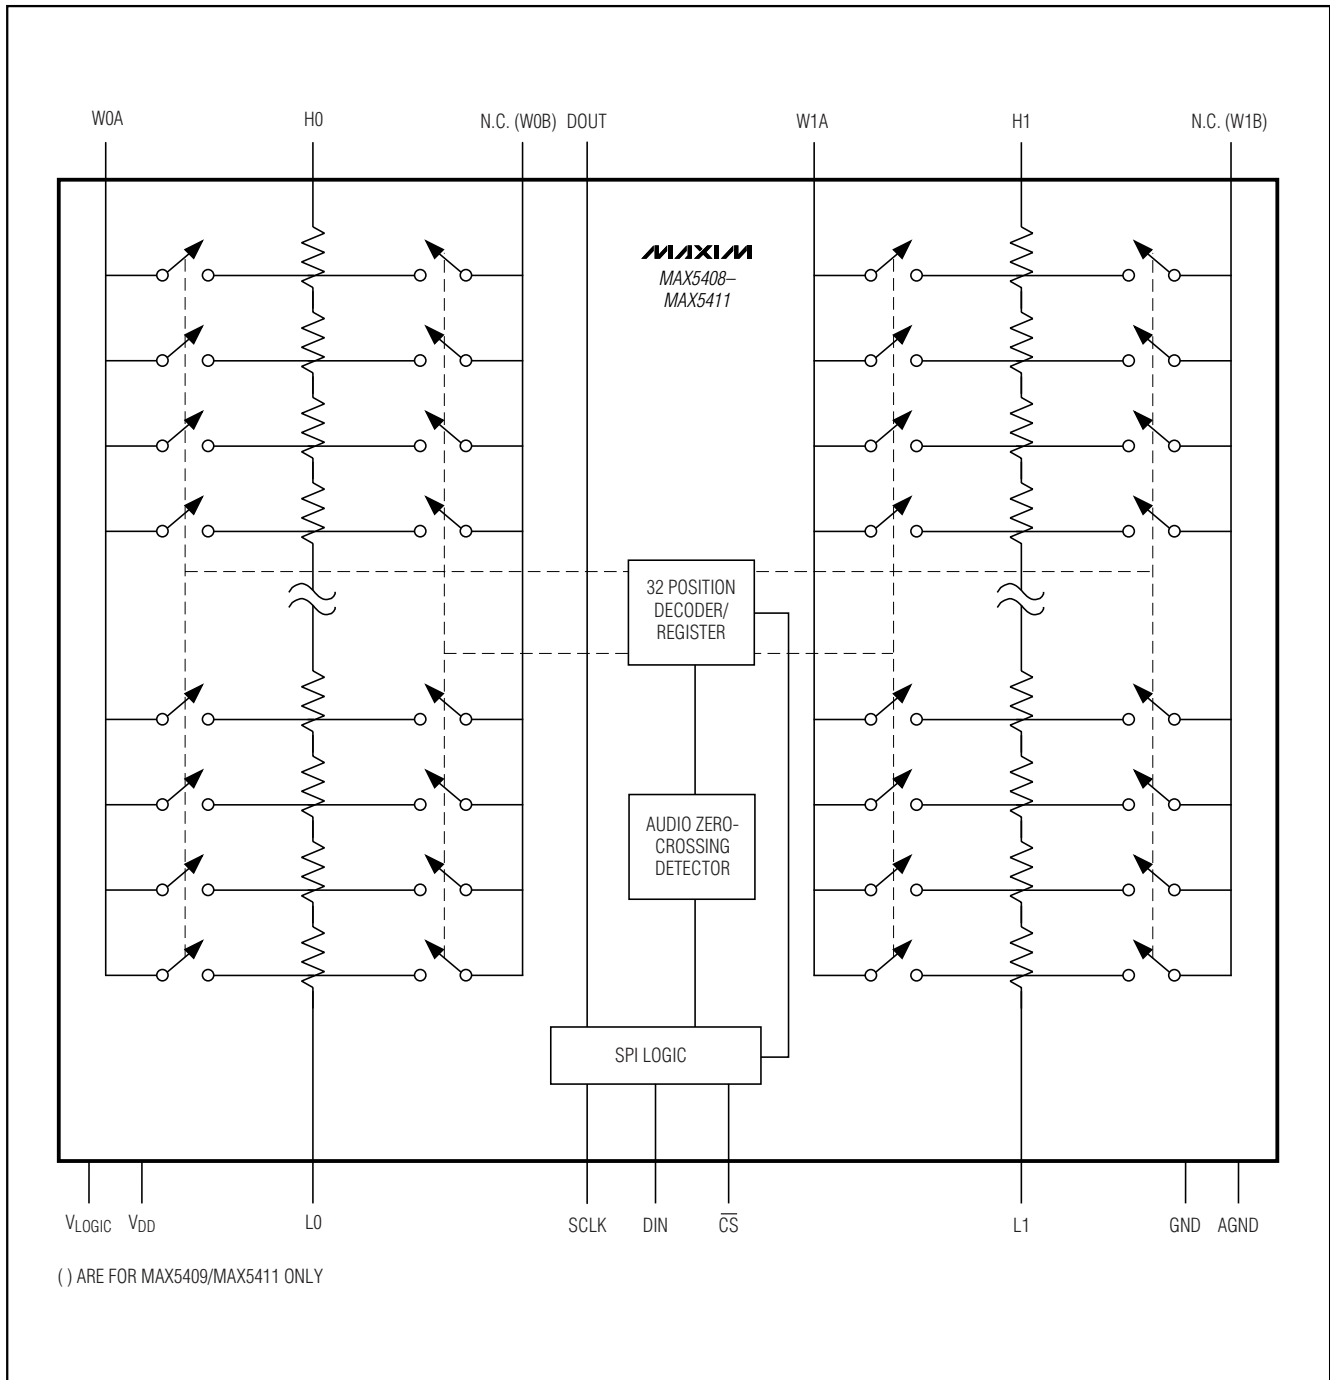 W0A H0 N.C. (W0B) DOUT W1A H1 N.C. (W1B)
MAXIM
MAX5408–
MAX5411
32 POSITION
DECODER/
REGISTER
AUDIO ZERO-
CROSSING
DETECTOR
SPI LOGIC
VLOGIC VDD L0 SCLK DIN C̅S̅ L1 GND AGND
( ) ARE FOR MAX5409/MAX5411 ONLY